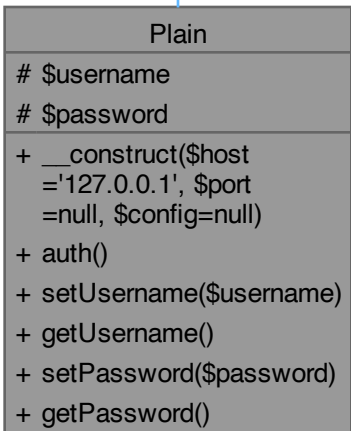 Plain
# $username
# $password
+ __construct($host
='127.0.0.1', $port
=null, $config=null)
+ auth()
+ setUsername($username)
+ getUsername()
+ setPassword($password)
+ getPassword()